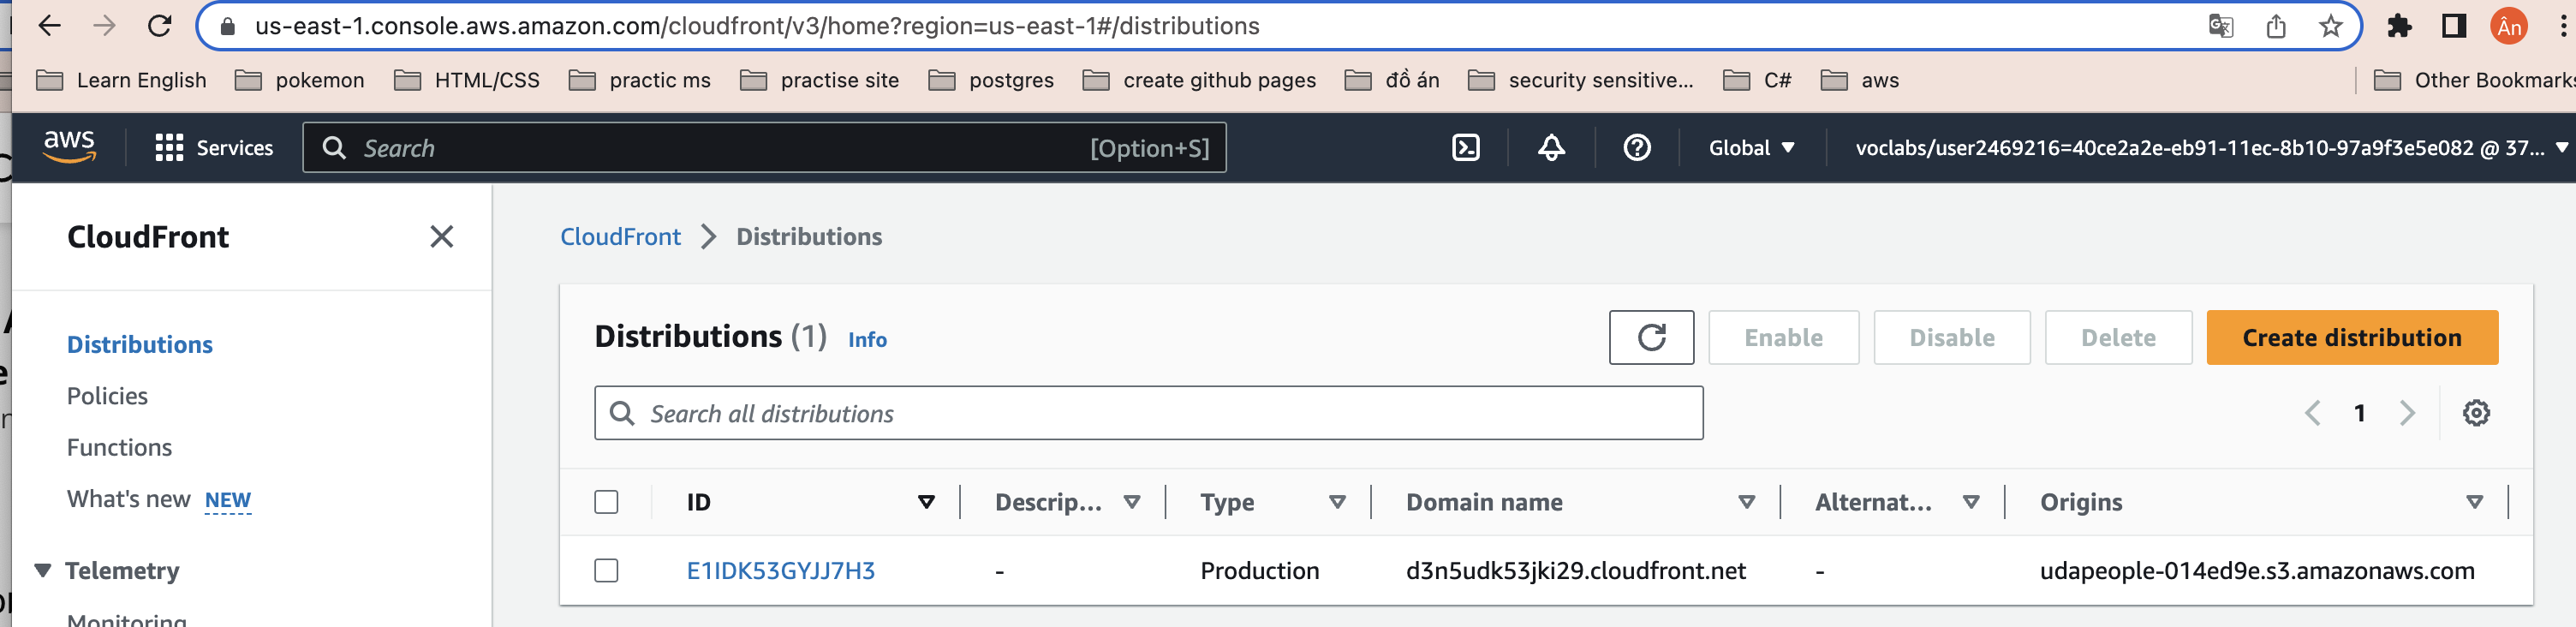 us-east-1.console.aws.amazon.com/cloudfront/v3/home?region=us-east-1#/distributions
Ân
Learn English pokemon HTML/CSS practic ms practise site postgres create github pages đồ án security sensitive... C# aws Other Bookmarks
aws Services Search [Option+S] Global voclabs/user2469216=40ce2a2e-eb91-11ec-8b10-97a9f3e5e082 @ 37...
CloudFront
Distributions
Policies
Functions
What's new NEW
Telemetry
Monitoring
CloudFront Distributions
Distributions (1) Info Enable Disable Delete Create distribution
Search all distributions 1
ID Descrip... Type Domain name Alternat... Origins
E1IDK53GYJJ7H3 - Production d3n5udk53jki29.cloudfront.net - udapeople-014ed9e.s3.amazonaws.com